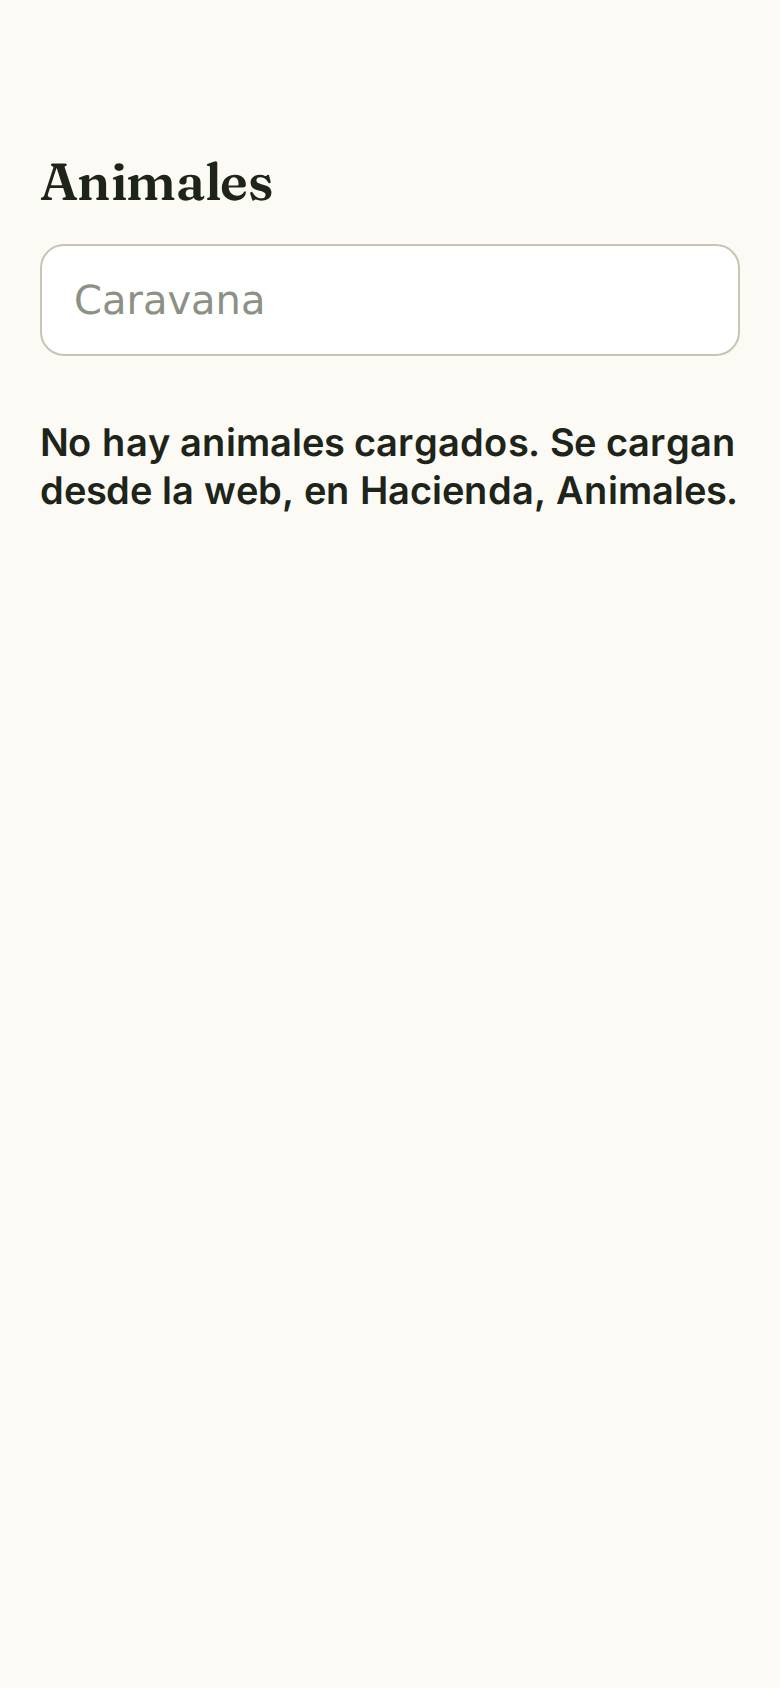 Animales
Caravana
No hay animales cargados. Se cargan
desde la web, en Hacienda, Animales.